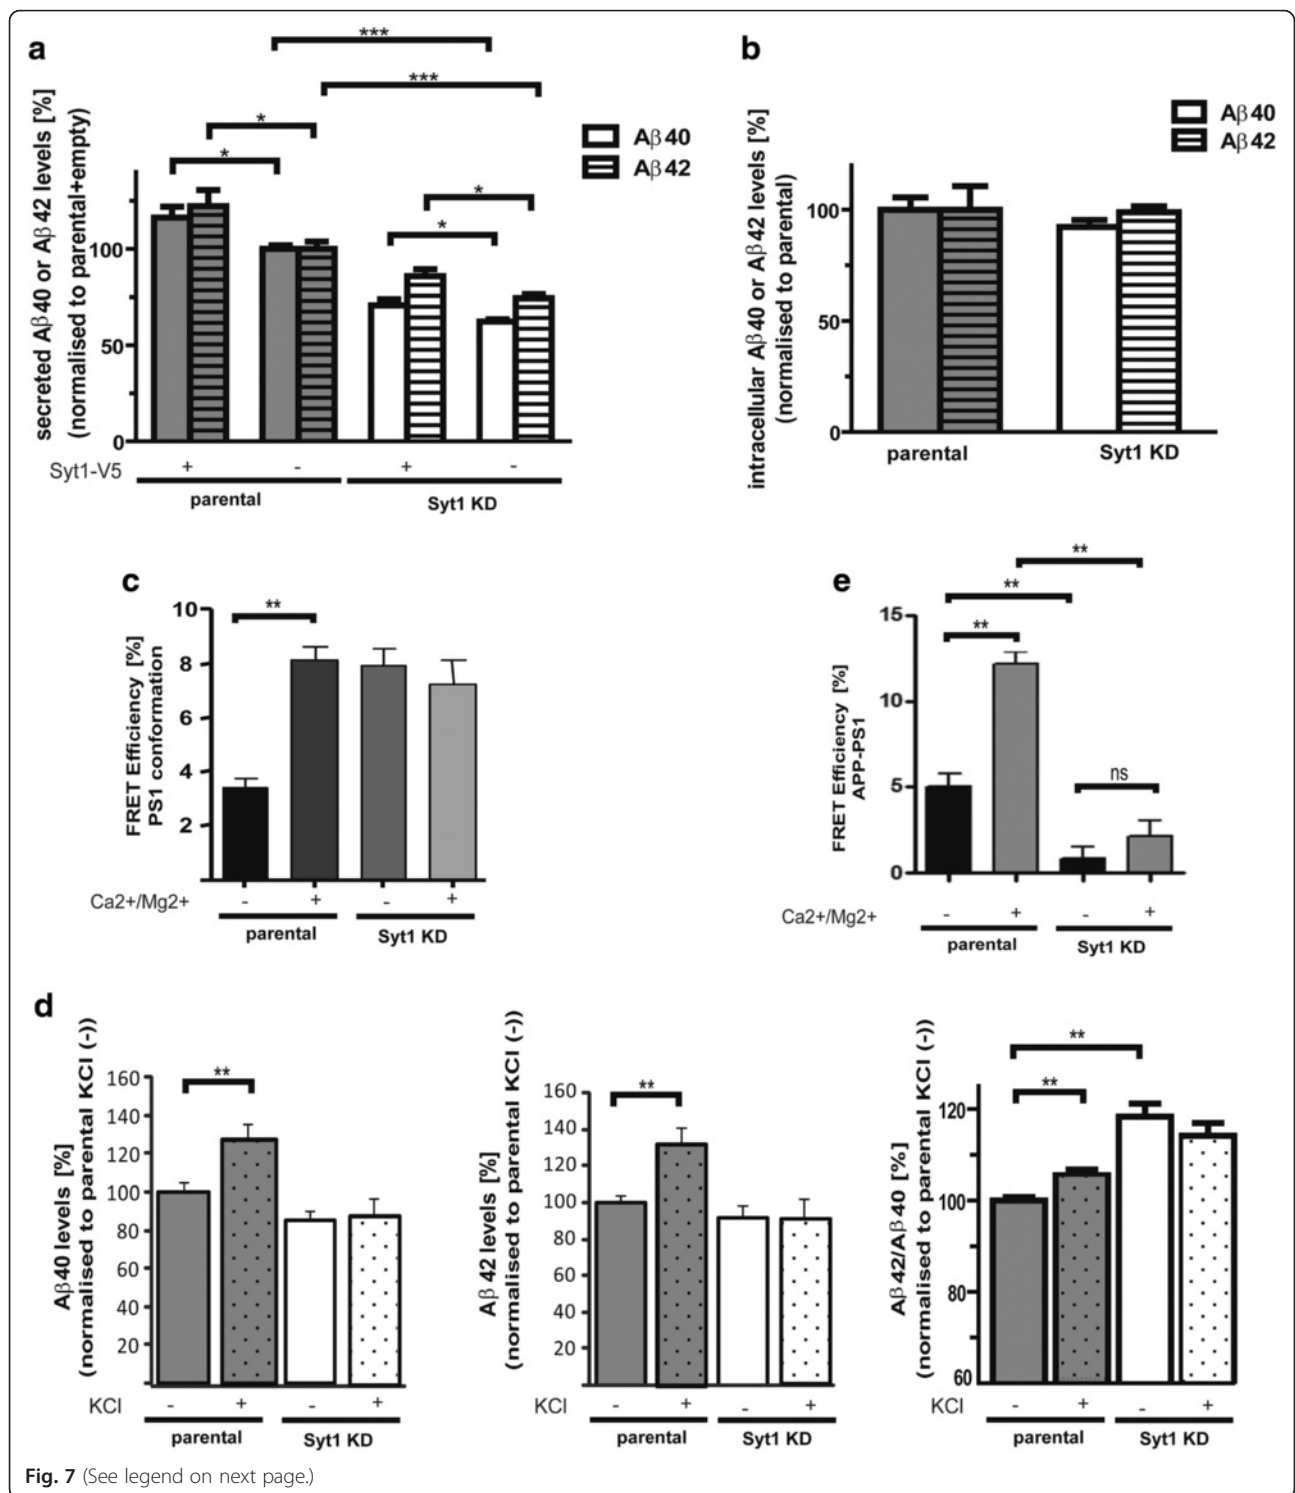 a
***
***
*
*
*
*
secreted Aβ40 or Aβ42 levels [%]
(normalised to parental+empty)
100
50
0
Aβ40
Aβ42
Syt1-V5 + - + -
parental Syt1 KD
b
intracellular Aβ40 or Aβ42 levels [%]
(normalised to parental)
100
50
0
Aβ40
Aβ42
parental Syt1 KD
c
FRET Efficiency [%]
PS1 conformation
10
8
6
4
2
**
Ca2+/Mg2+ - + - +
parental Syt1 KD
e
FRET Efficiency [%]
APP-PS1
15
10
5
0
**
**
**
ns
Ca2+/Mg2+ - + - +
parental Syt1 KD
d
Aβ40 levels [%]
(normalised to parental KCl (-))
160
140
120
100
80
60
40
20
**
KCl - + - +
parental Syt1 KD
Aβ 42 levels [%]
(normalised to parental KCl (-))
160
140
120
100
80
60
40
20
**
KCl - + - +
parental Syt1 KD
Aβ42/Aβ40 [%]
(normalised to parental KCl (-))
120
100
80
60
**
**
KCl - + - +
parental Syt1 KD
Fig. 7 (See legend on next page.)